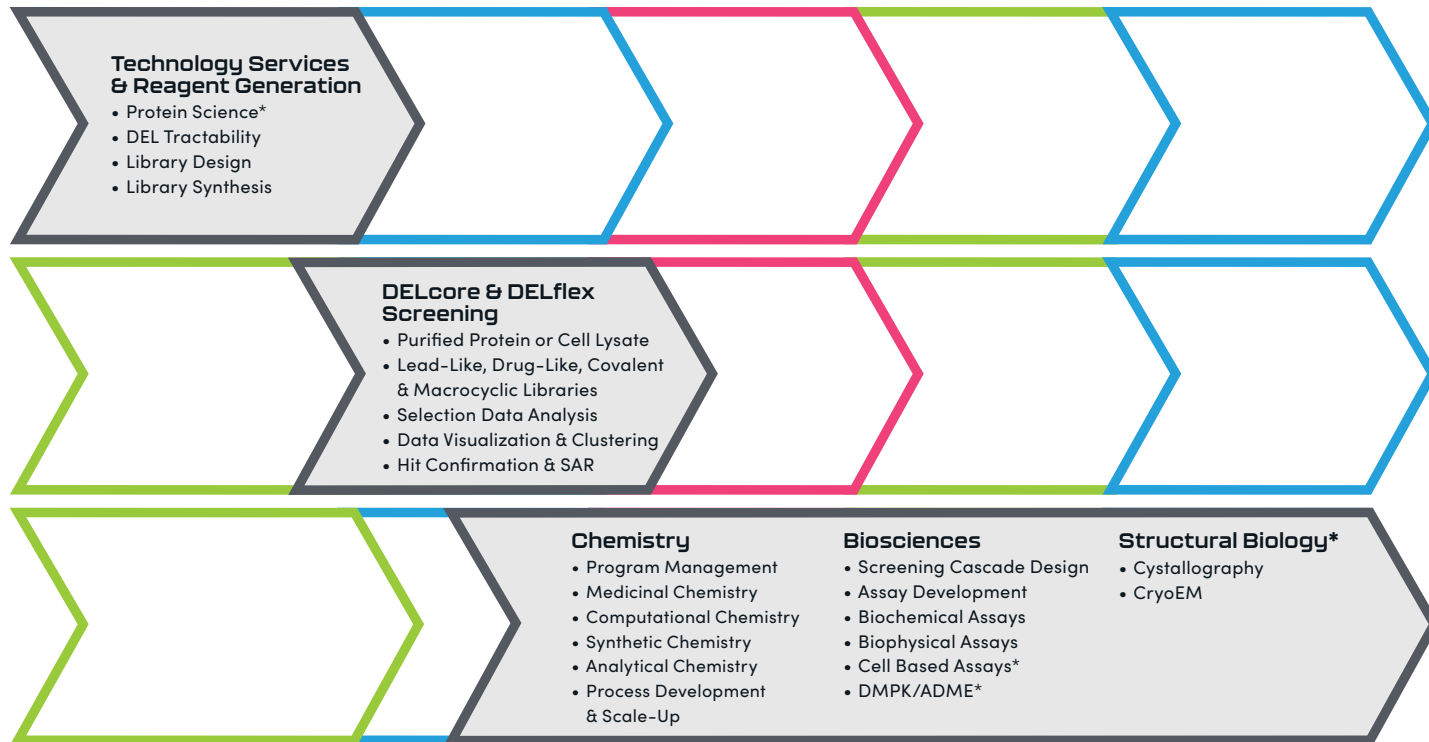 Technology Services
& Reagent Generation
• Protein Science*
• DEL Tractability
• Library Design
• Library Synthesis
DELcore & DELflex
Screening
• Purified Protein or Cell Lysate
• Lead-Like, Drug-Like, Covalent
& Macrocyclic Libraries
• Selection Data Analysis
• Data Visualization & Clustering
• Hit Confirmation & SAR
Chemistry
• Program Management
• Medicinal Chemistry
• Computational Chemistry
• Synthetic Chemistry
• Analytical Chemistry
• Process Development
& Scale-Up
Biosciences
• Screening Cascade Design
• Assay Development
• Biochemical Assays
• Biophysical Assays
• Cell Based Assays*
• DMPK/ADME*
Structural Biology*
• Cystallography
• CryoEM